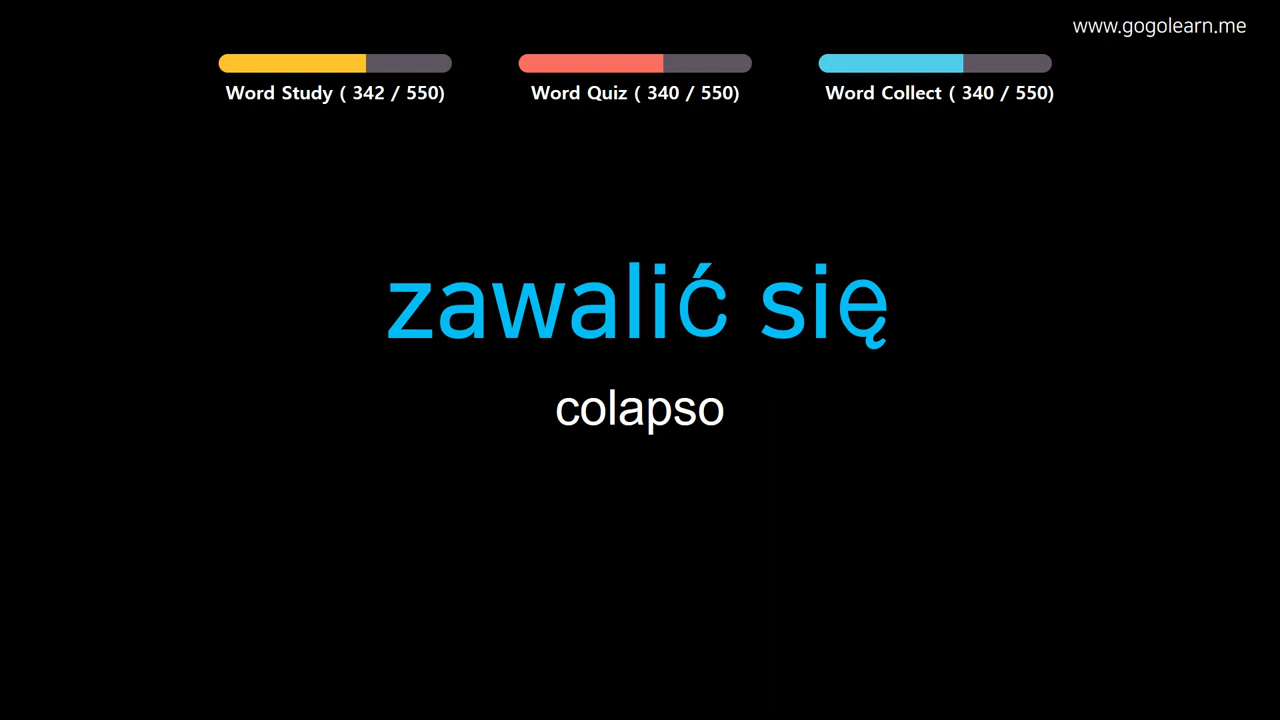 www.gogolearn.me
Word Study ( 342 / 550)
Word Quiz ( 340 / 550)
Word Collect ( 340 / 550)
zawalić się
colapso